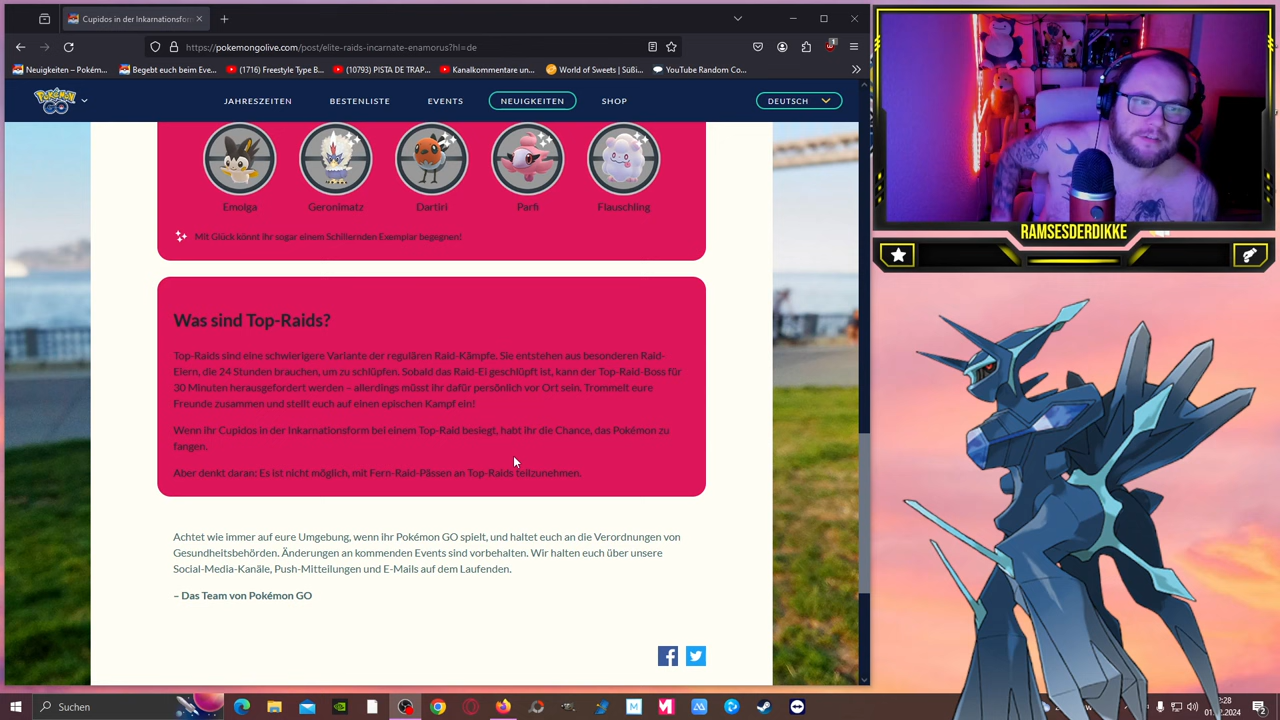 Cupidos in der Inkarnationsfor
https://pokemongolive.com/post/elite-raids-incarnate-enamorus?hl=de
1
Neuigkeiten – Pokém...
Begebt euch beim Eve...
(1716) Freestyle Type B...
(1079) PISTA DE TRAP...
Kanalkommentare un...
World of Sweets | Süßi...
YouTube Random Co...
Pokémon GO
JAHRESZEITEN
BESTENLISTE
EVENTS
NEUIGKEITEN
SHOP
DEUTSCH
Emolga
Geronimatz
Dartiri
Parfi
Flauschling
Mit Glück könnt ihr sogar einem Schillernden Exemplar begegnen!
Was sind Top-Raids?
Top-Raids sind eine schwierigere Variante der regulären Raid-Kämpfe. Sie entstehen aus besonderen Raid-
Eiern, die 24 Stunden brauchen, um zu schlüpfen. Sobald das Raid-Ei geschlüpft ist, kann der Top-Raid-Boss für
30 Minuten herausgefordert werden – allerdings müsst ihr dafür persönlich vor Ort sein. Trommelt eure
Freunde zusammen und stellt euch auf einen epischen Kampf ein!
Wenn ihr Cupidos in der Inkarnationsform bei einem Top-Raid besiegt, habt ihr die Chance, das Pokémon zu
fangen.
Aber denkt daran: Es ist nicht möglich, mit Fern-Raid-Pässen an Top-Raids teilzunehmen.
Achtet wie immer auf eure Umgebung, wenn ihr Pokémon GO spielt, und haltet euch an die Verordnungen von
Gesundheitsbehörden. Änderungen an kommenden Events sind vorbehalten. Wir halten euch über unsere
Social-Media-Kanäle, Push-Mitteilungen und E-Mails auf dem Laufenden.
– Das Team von Pokémon GO
RAMSESDERDIKKE
Suchen
2